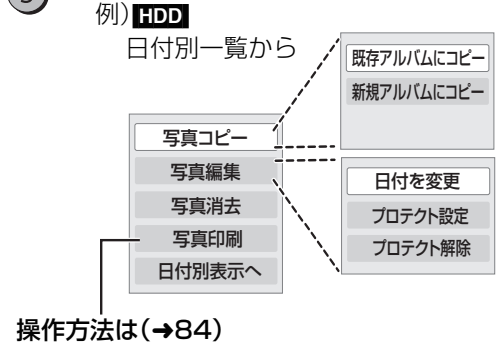 例）HDD
日付別一覧から
既存アルバムにコピー
新規アルバムにコピー
写真コピー
写真編集
写真消去
写真印刷
日付別表示へ
日付を変更
プロテクト設定
プロテクト解除
操作方法は（➔84）